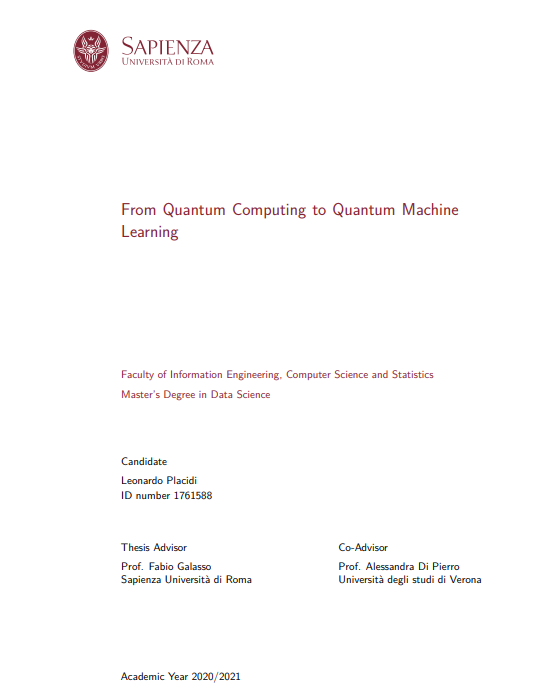 SAPIENZA
UNIVERSITÀ DI ROMA
From Quantum Computing to Quantum Machine
Learning
Faculty of Information Engineering, Computer Science and Statistics
Master's Degree in Data Science
Candidate
Leonardo Placidi
ID number 1761588
Thesis Advisor
Prof. Fabio Galasso
Sapienza Università di Roma
Co-Advisor
Prof. Alessandra Di Pierro
Università degli studi di Verona
Academic Year 2020/2021